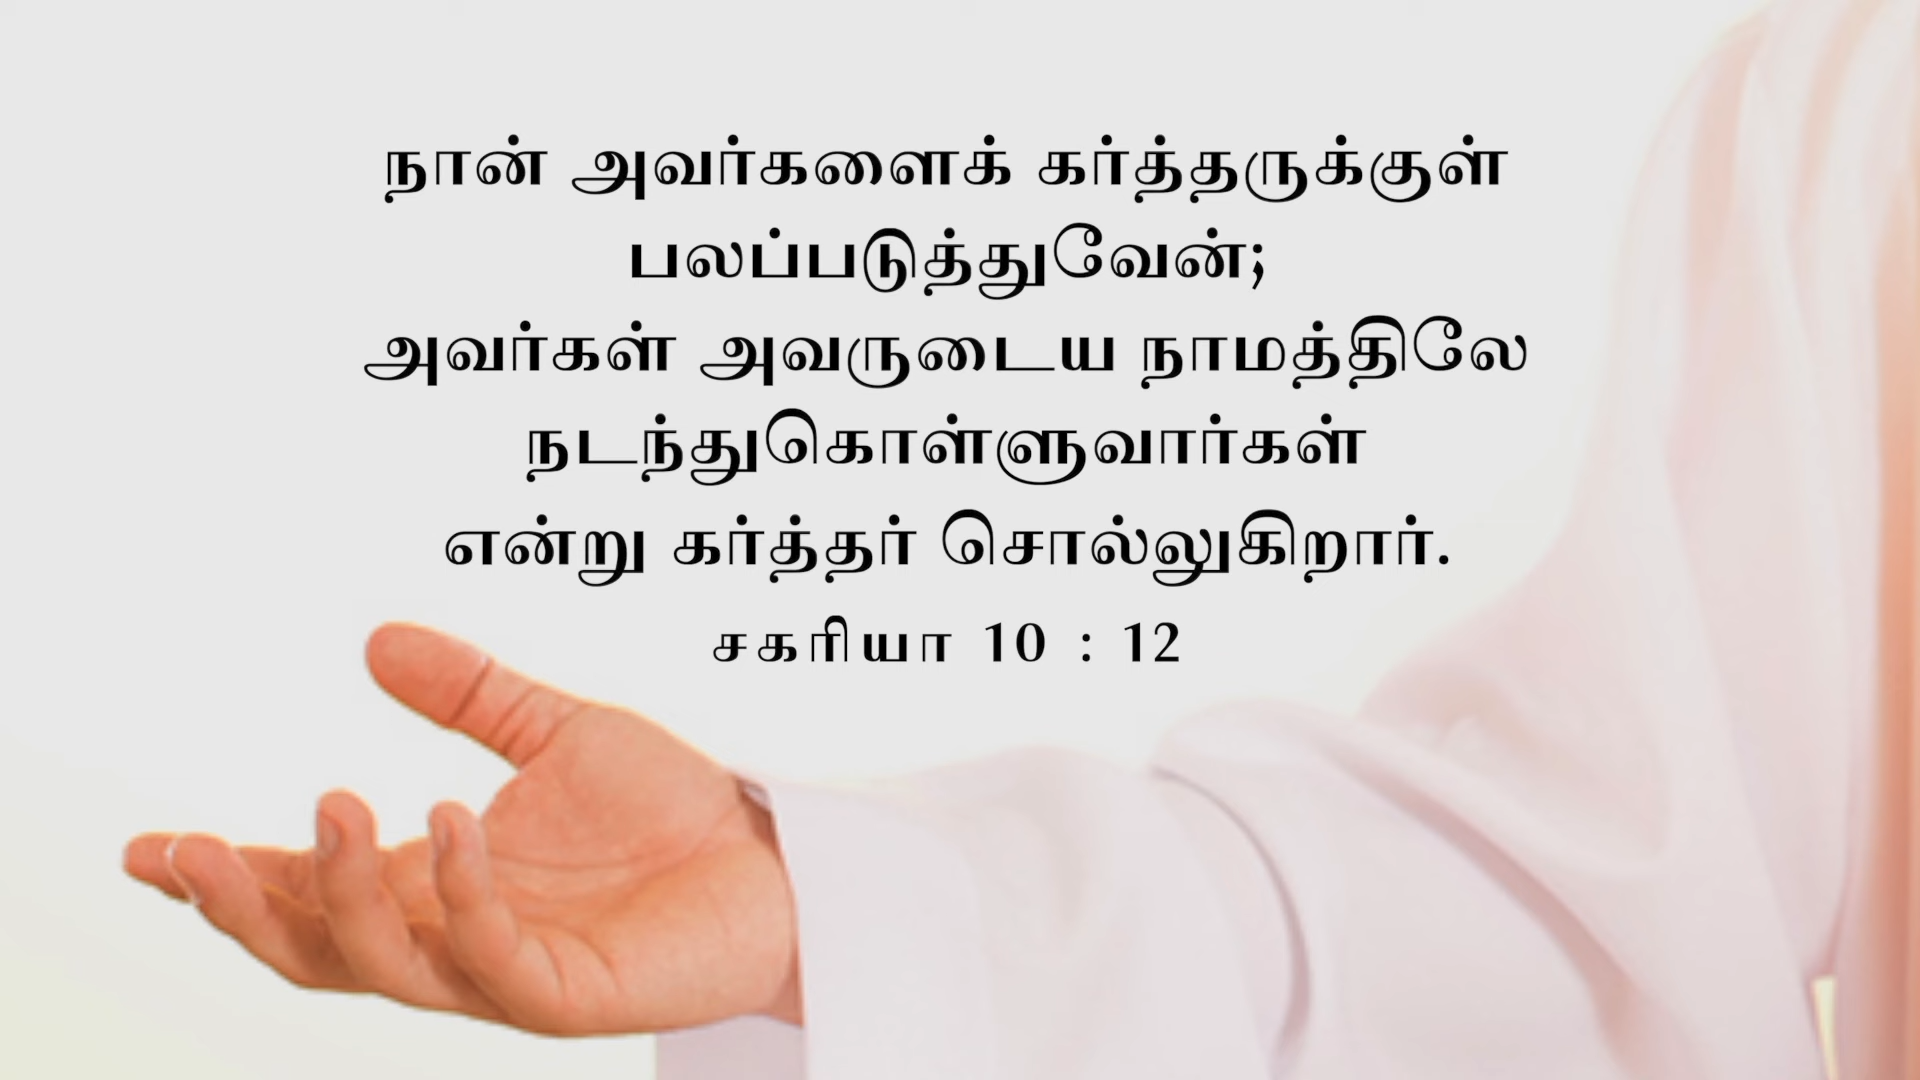 நான் அவர்களைக் கர்த்தருக்குள்
பலப்படுத்துவேன்;
அவர்கள் அவருடைய நாமத்திலே
நடந்துகொள்ளுவார்கள்
என்று கர்த்தர் சொல்லுகிறார்.
சகரியா 10 : 12